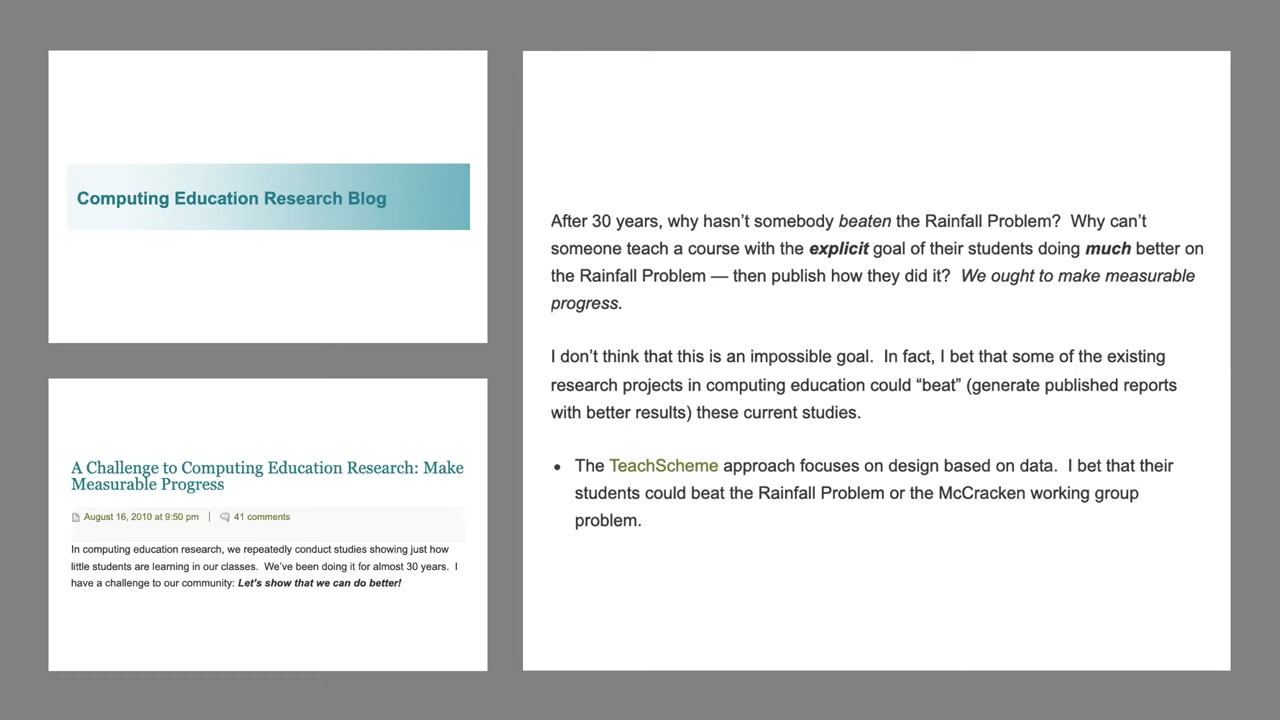 Computing Education Research Blog
A Challenge to Computing Education Research: Make
Measurable Progress
August 16, 2010 at 9:50 pm | 41 comments
In computing education research, we repeatedly conduct studies showing just how
little students are learning in our classes.  We’ve been doing it for almost 30 years.  I
have a challenge to our community: Let’s show that we can do better!
After 30 years, why hasn’t somebody beaten the Rainfall Problem?  Why can’t
someone teach a course with the explicit goal of their students doing much better on
the Rainfall Problem — then publish how they did it?  We ought to make measurable
progress.
I don’t think that this is an impossible goal.  In fact, I bet that some of the existing
research projects in computing education could “beat” (generate published reports
with better results) these current studies.
• The TeachScheme approach focuses on design based on data.  I bet that their
students could beat the Rainfall Problem or the McCracken working group
problem.